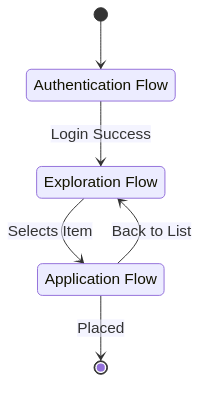 Authentication Flow
Login Success
Exploration Flow
Selects Item
Back to List
Application Flow
Placed